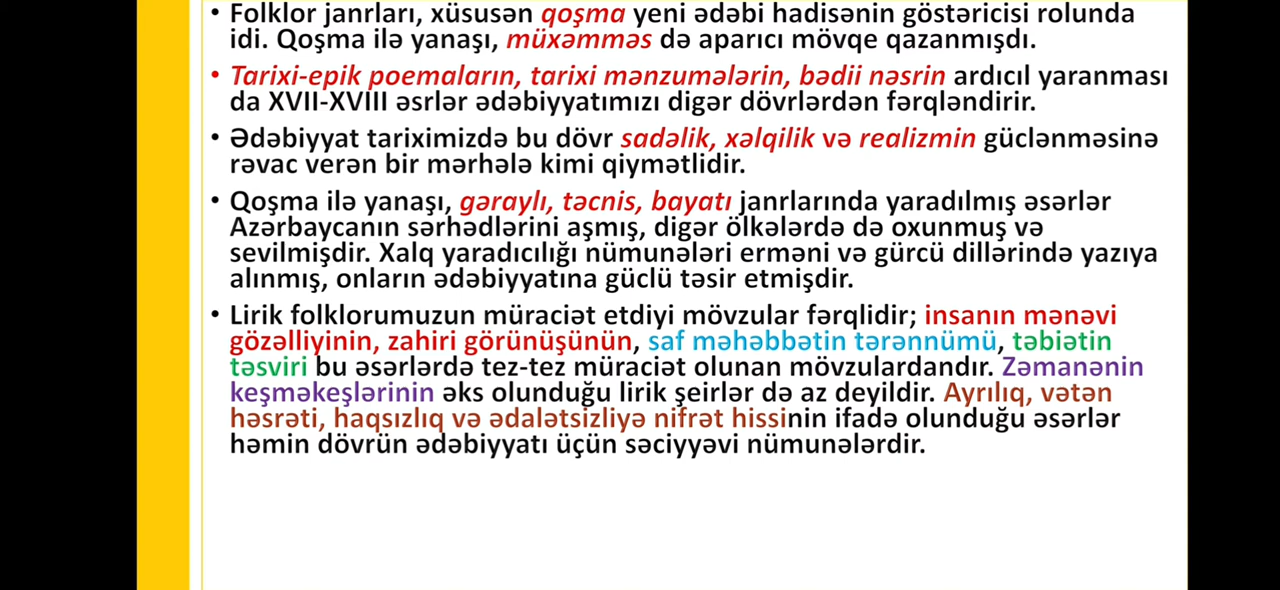 • Folklor janrları, xüsusən qoşma yeni ədəbi hadisənin göstəricisi rolunda
idi. Qoşma ilə yanaşı, müxəmməs də aparıcı mövqe qazanmışdı.
• Tarixi-epik poemaların, tarixi mənzumələrin, bədii nəsrin ardıcıl yaranması
da XVII-XVIII əsrlər ədəbiyyatımızı digər dövrlərdən fərqləndirir.
• Ədəbiyyat tariximizdə bu dövr sadəlik, xəlqilik və realizmin güclənməsinə
rəvac verən bir mərhələ kimi qiymətlidir.
• Qoşma ilə yanaşı, gəraylı, təcnis, bayatı janrlarında yaradılmış əsərlər
Azərbaycanın sərhədlərini aşmış, digər ölkələrdə də oxunmuş və
sevilmişdir. Xalq yaradıcılığı nümunələri erməni və gürcü dillərində yazıya
alınmış, onların ədəbiyyatına güclü təsir etmişdir.
• Lirik folklorumuzun müraciət etdiyi mövzular fərqlidir; insanın mənəvi
gözəlliyinin, zahiri görünüşünün, saf məhəbbətin tərənnümü, təbiətin
təsviri bu əsərlərdə tez-tez müraciət olunan mövzulardandır. Zəmanənin
keşməkeşlərinin əks olunduğu lirik şeirlər də az deyildir. Ayrılıq, vətən
həsrəti, haqsızlıq və ədalətsizliyə nifrət hissinin ifadə olunduğu əsərlər
həmin dövrün ədəbiyyatı üçün səciyyəvi nümunələrdir.